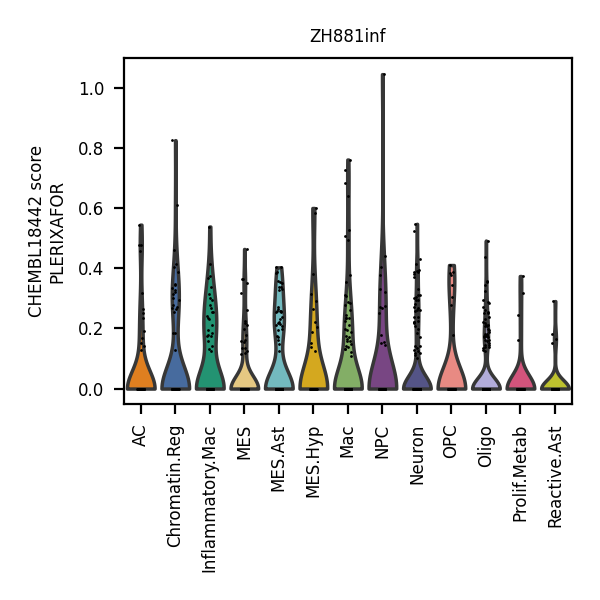 ZH881inf
CHEMBL18442 score
PLERIXAFOR
1.0
0.8
0.6
0.4
0.2
0.0
AC
Chromatin.Reg
Inflammatory.Mac
MES
MES.Ast
MES.Hyp
Mac
NPC
Neuron
OPC
Oligo
Prolif.Metab
Reactive.Ast